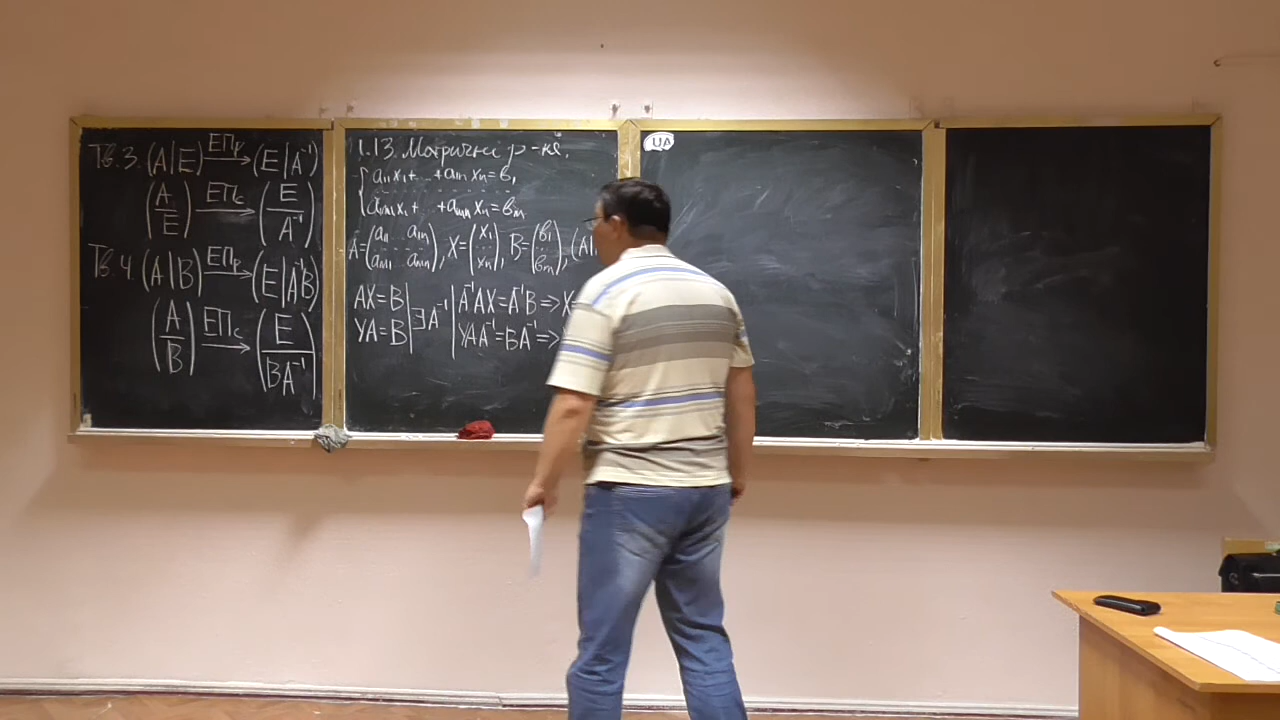 Тв.3. (A|E) ЕПр→ (E|A⁻¹)
(A/E) ЕПс→ (E/A⁻¹)
Тв.4 (A|B) ЕПр→ (E|A⁻¹B)
(A/B) ЕПс→ (E/BA⁻¹)
1.13. Матричні р-ня.
{a₁₁x₁+...+a₁ₙxₙ=b₁
..........
aₘ₁x₁+...+aₘₙxₙ=bₘ
A=(a₁₁...a₁ₙ ... aₘ₁...aₘₙ), X=(x₁...xₙ), B=(b₁...bₘ), (A|
AX=B | ∃A⁻¹ | A⁻¹AX=A⁻¹B => X
YA=B | YAA⁻¹=BA⁻¹ =>
UA